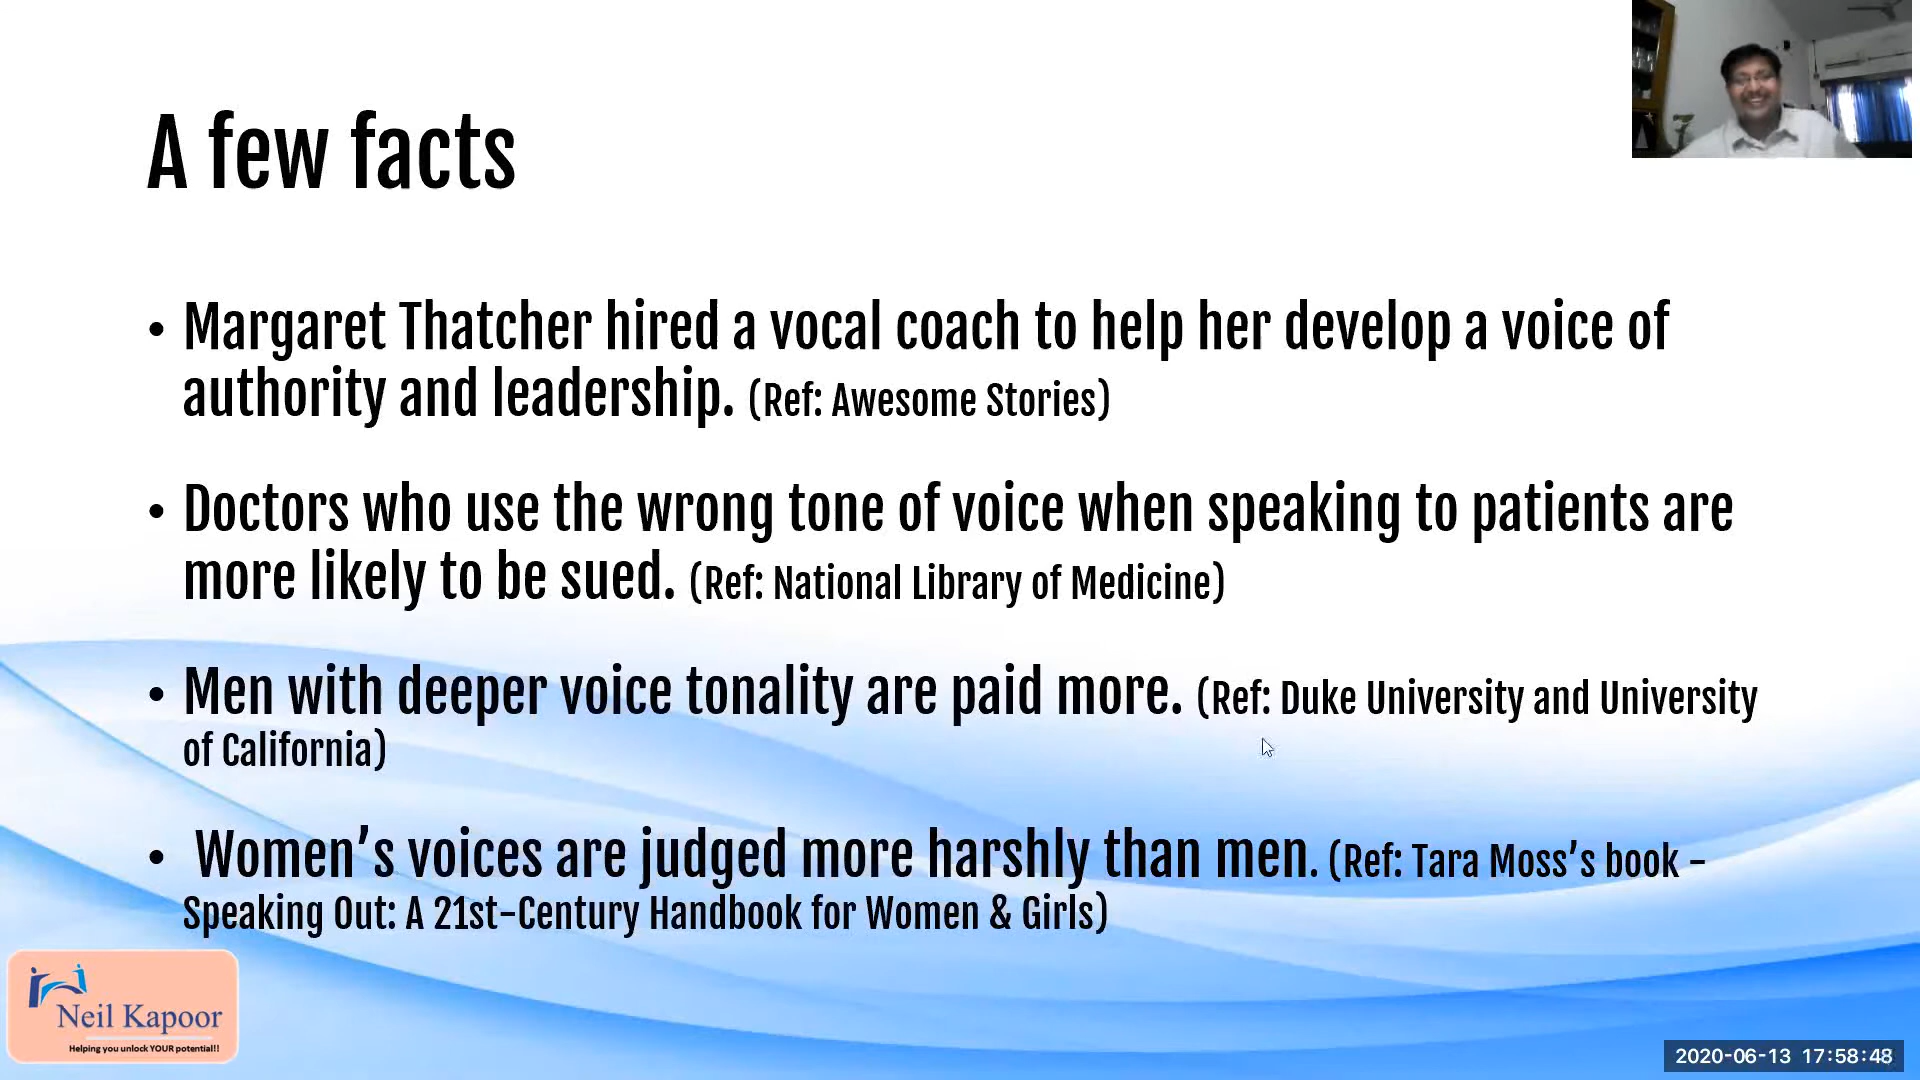 A few facts
• Margaret Thatcher hired a vocal coach to help her develop a voice of
authority and leadership. (Ref: Awesome Stories)
• Doctors who use the wrong tone of voice when speaking to patients are
more likely to be sued. (Ref: National Library of Medicine)
• Men with deeper voice tonality are paid more. (Ref: Duke University and University
of California)
• Women’s voices are judged more harshly than men. (Ref: Tara Moss’s book -
Speaking Out: A 21st-Century Handbook for Women & Girls)
Neil Kapoor
Helping you unlock YOUR potential!!
2020-06-13 17:58:48